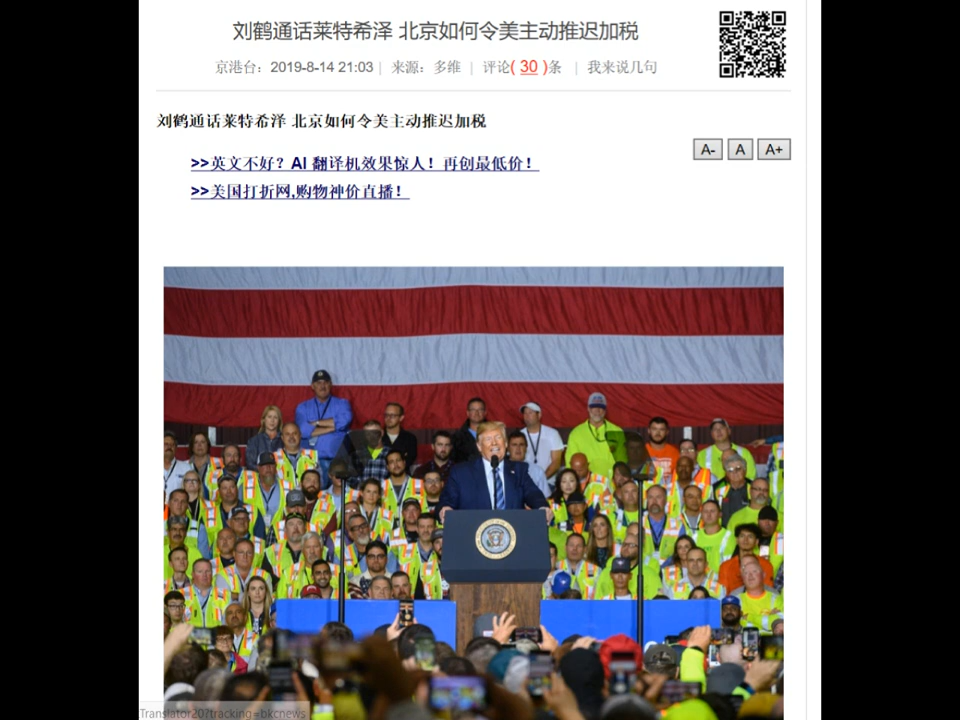 刘鹤通话莱特希泽 北京如何令美主动推迟加税
京港台：2019-8-14 21:03 | 来源：多维 | 评论( 30 )条 | 我来说几句
刘鹤通话莱特希泽 北京如何令美主动推迟加税
A- A A+
>>英文不好？AI 翻译机效果惊人！再创最低价！
>>美国打折网,购物神价直播！
Translator20?tracking=bkcnews